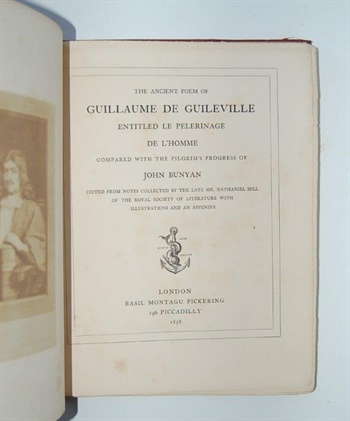 THE ANCIENT POEM OF
GUILLAUME DE GUILEVILLE
ENTITLED LE PELERINAGE
DE L'HOMME
COMPARED WITH THE PILGRIM'S PROGRESS OF
JOHN BUNYAN
EDITED FROM NOTES COLLECTED BY THE LATE MR. NATHANIEL HILL
OF THE ROYAL SOCIETY OF LITERATURE WITH
ILLUSTRATIONS AND AN APPENDIX
LONDON
BASIL MONTAGU PICKERING
196 PICCADILLY